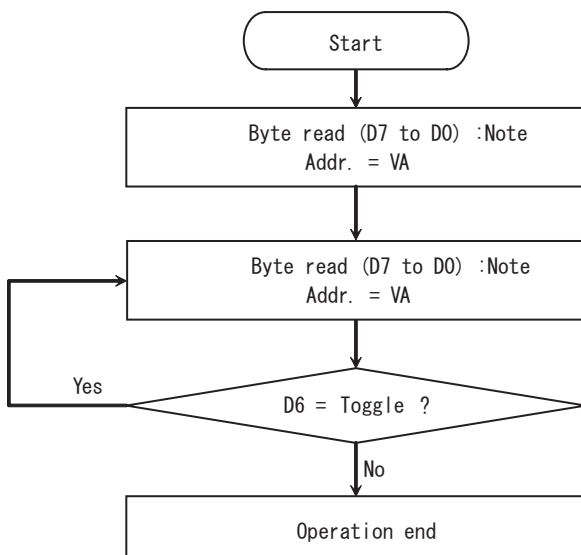 Start
Byte read (D7 to D0) :Note
Addr. = VA
Byte read (D7 to D0) :Note
Addr. = VA
Yes
D6 = Toggle ?
No
Operation end